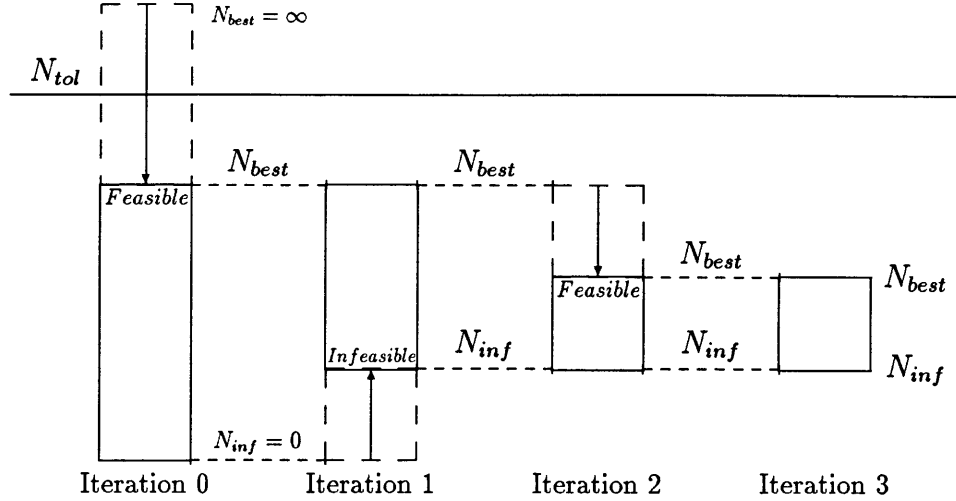 N_{best} = ∞
N_{tol}
N_{best} N_{best}
Feasible
N_{best} N_{best}
Feasible
Infeasible N_{inf} N_{inf} N_{inf}
N_{inf} = 0
Iteration 0 Iteration 1 Iteration 2 Iteration 3